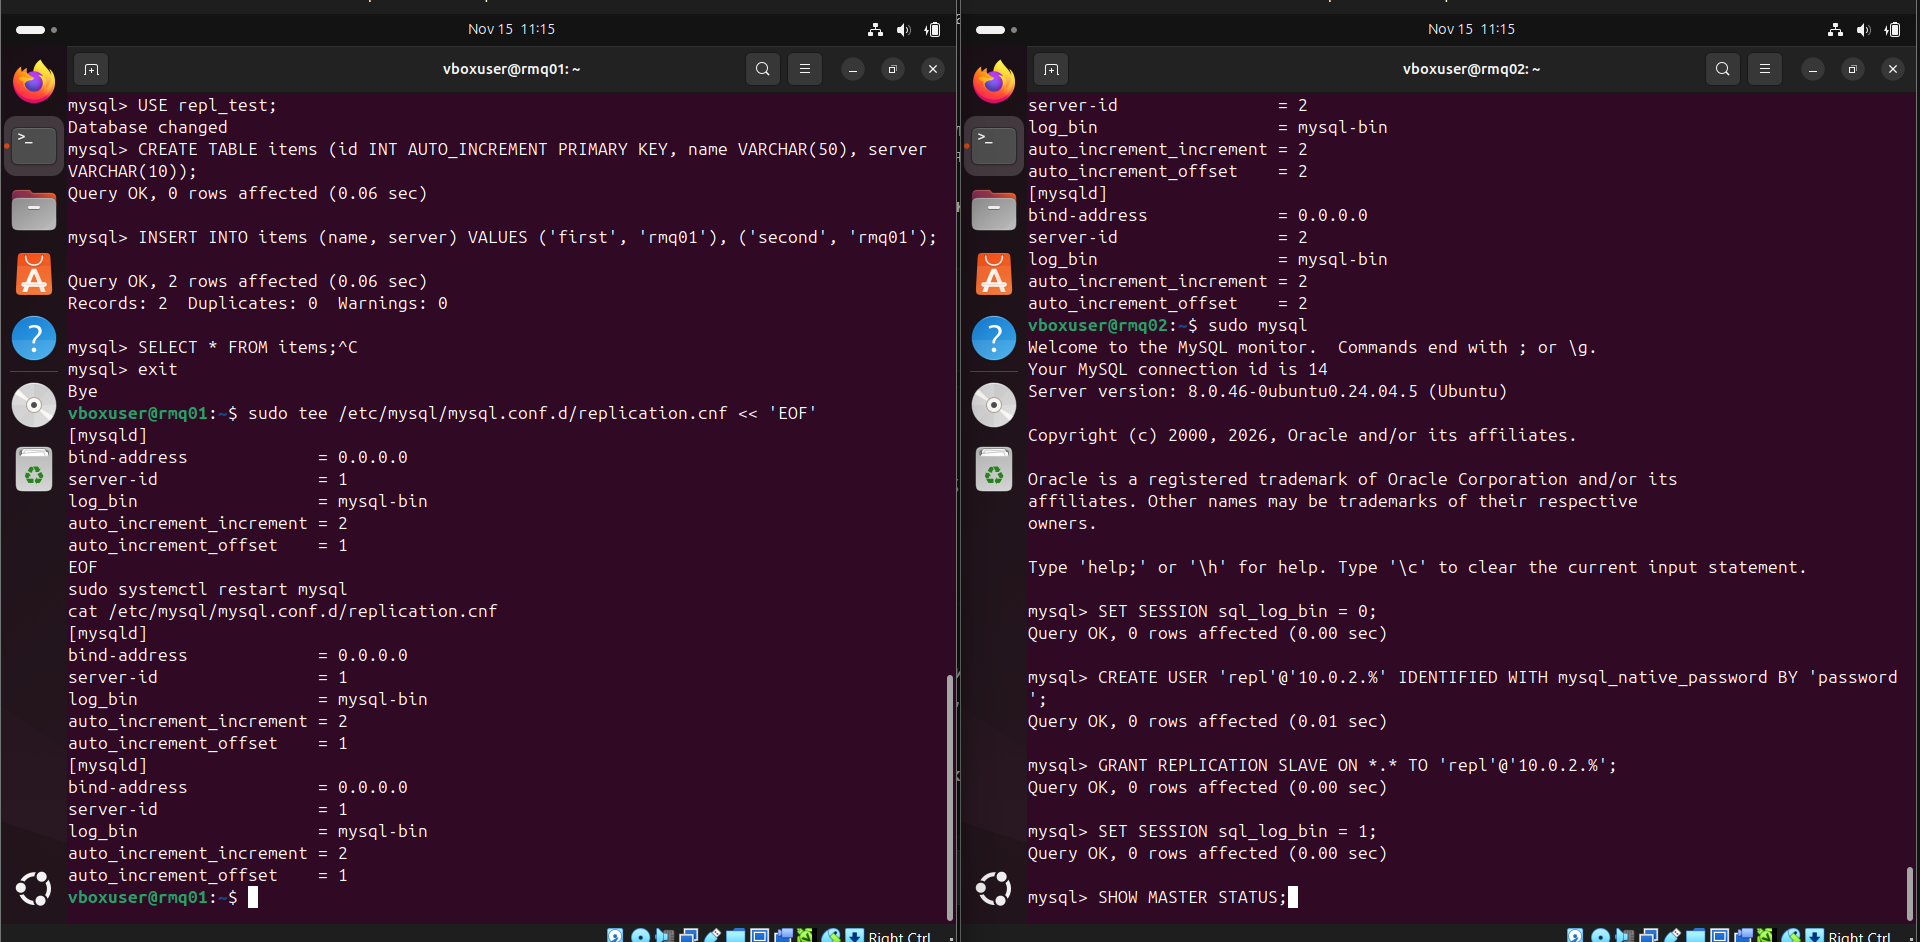 Nov 15 11:15
vboxuser@rmq01: ~
mysql> USE repl_test;
Database changed
mysql> CREATE TABLE items (id INT AUTO_INCREMENT PRIMARY KEY, name VARCHAR(50), server
VARCHAR(10));
Query OK, 0 rows affected (0.06 sec)
mysql> INSERT INTO items (name, server) VALUES ('first', 'rmq01'), ('second', 'rmq01');
Query OK, 2 rows affected (0.06 sec)
Records: 2  Duplicates: 0  Warnings: 0
mysql> SELECT * FROM items;^C
mysql> exit
Bye
vboxuser@rmq01:~$ sudo tee /etc/mysql/mysql.conf.d/replication.cnf << 'EOF'
[mysqld]
bind-address             = 0.0.0.0
server-id                = 1
log_bin                  = mysql-bin
auto_increment_increment = 2
auto_increment_offset    = 1
EOF
sudo systemctl restart mysql
cat /etc/mysql/mysql.conf.d/replication.cnf
[mysqld]
bind-address             = 0.0.0.0
server-id                = 1
log_bin                  = mysql-bin
auto_increment_increment = 2
auto_increment_offset    = 1
[mysqld]
bind-address             = 0.0.0.0
server-id                = 1
log_bin                  = mysql-bin
auto_increment_increment = 2
auto_increment_offset    = 1
vboxuser@rmq01:~$
Right Ctrl
Nov 15 11:15
vboxuser@rmq02: ~
server-id                = 2
log_bin                  = mysql-bin
auto_increment_increment = 2
auto_increment_offset    = 2
[mysqld]
bind-address             = 0.0.0.0
server-id                = 2
log_bin                  = mysql-bin
auto_increment_increment = 2
auto_increment_offset    = 2
vboxuser@rmq02:~$ sudo mysql
Welcome to the MySQL monitor.  Commands end with ; or \g.
Your MySQL connection id is 14
Server version: 8.0.46-0ubuntu0.24.04.5 (Ubuntu)
Copyright (c) 2000, 2026, Oracle and/or its affiliates.
Oracle is a registered trademark of Oracle Corporation and/or its
affiliates. Other names may be trademarks of their respective
owners.
Type 'help;' or '\h' for help. Type '\c' to clear the current input statement.
mysql> SET SESSION sql_log_bin = 0;
Query OK, 0 rows affected (0.00 sec)
mysql> CREATE USER 'repl'@'10.0.2.%' IDENTIFIED WITH mysql_native_password BY 'password
';
Query OK, 0 rows affected (0.01 sec)
mysql> GRANT REPLICATION SLAVE ON *.* TO 'repl'@'10.0.2.%';
Query OK, 0 rows affected (0.00 sec)
mysql> SET SESSION sql_log_bin = 1;
Query OK, 0 rows affected (0.00 sec)
mysql> SHOW MASTER STATUS;
Right Ctrl